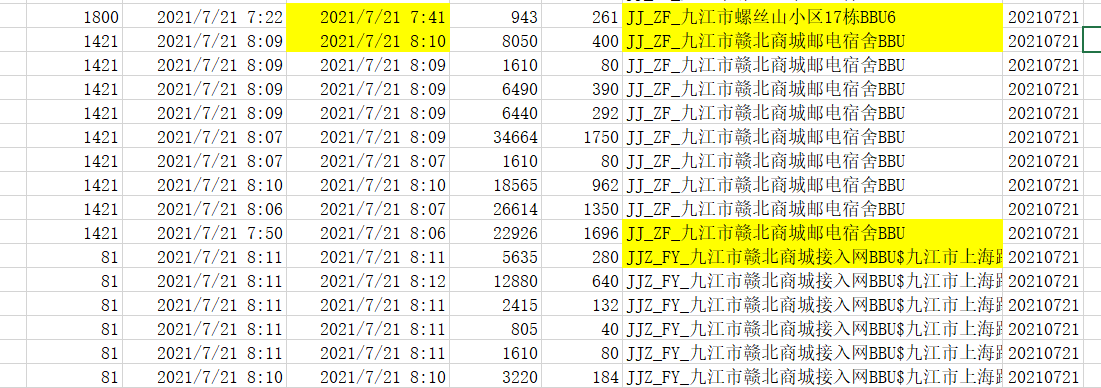 1800 2021/7/21 7:22 2021/7/21 7:41 943 261 JJ_ZF_九江市螺丝山小区17栋BBU6 20210721
1421 2021/7/21 8:09 2021/7/21 8:10 8050 400 JJ_ZF_九江市赣北商城邮电宿舍BBU 20210721
1421 2021/7/21 8:09 2021/7/21 8:09 1610 80 JJ_ZF_九江市赣北商城邮电宿舍BBU 20210721
1421 2021/7/21 8:09 2021/7/21 8:09 6490 390 JJ_ZF_九江市赣北商城邮电宿舍BBU 20210721
1421 2021/7/21 8:09 2021/7/21 8:09 6440 292 JJ_ZF_九江市赣北商城邮电宿舍BBU 20210721
1421 2021/7/21 8:07 2021/7/21 8:09 34664 1750 JJ_ZF_九江市赣北商城邮电宿舍BBU 20210721
1421 2021/7/21 8:07 2021/7/21 8:07 1610 80 JJ_ZF_九江市赣北商城邮电宿舍BBU 20210721
1421 2021/7/21 8:10 2021/7/21 8:10 18565 962 JJ_ZF_九江市赣北商城邮电宿舍BBU 20210721
1421 2021/7/21 8:06 2021/7/21 8:07 26614 1350 JJ_ZF_九江市赣北商城邮电宿舍BBU 20210721
1421 2021/7/21 7:50 2021/7/21 8:06 22926 1696 JJ_ZF_九江市赣北商城邮电宿舍BBU 20210721
81 2021/7/21 8:11 2021/7/21 8:11 5635 280 JJZ_FY_九江市赣北商城接入网BBU$九江市上海路 20210721
81 2021/7/21 8:11 2021/7/21 8:12 12880 640 JJZ_FY_九江市赣北商城接入网BBU$九江市上海路 20210721
81 2021/7/21 8:11 2021/7/21 8:11 2415 132 JJZ_FY_九江市赣北商城接入网BBU$九江市上海路 20210721
81 2021/7/21 8:11 2021/7/21 8:11 805 40 JJZ_FY_九江市赣北商城接入网BBU$九江市上海路 20210721
81 2021/7/21 8:11 2021/7/21 8:11 1610 80 JJZ_FY_九江市赣北商城接入网BBU$九江市上海路 20210721
81 2021/7/21 8:10 2021/7/21 8:10 3220 184 JJZ_FY_九江市赣北商城接入网BBU$九江市上海路 20210721